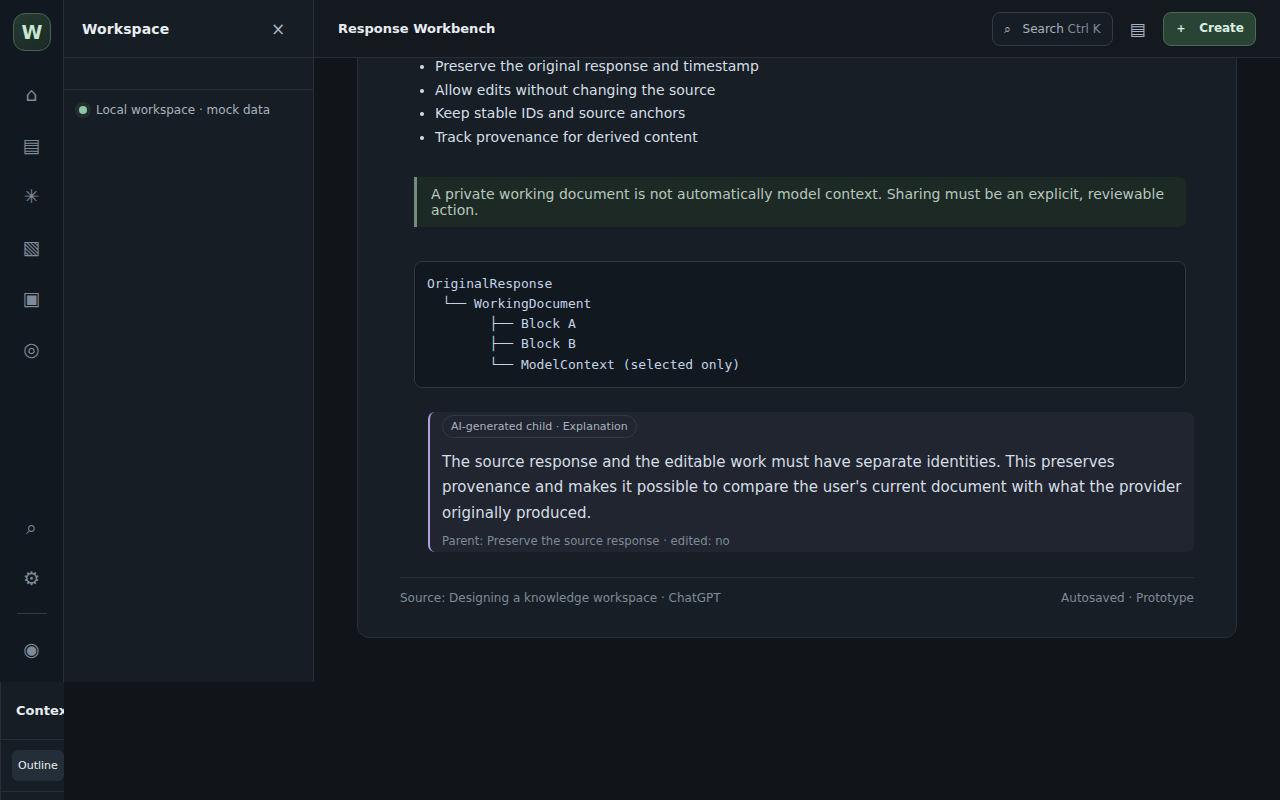 W
Workspace
×
Local workspace · mock data
Response Workbench
Search Ctrl K
+ Create
• Preserve the original response and timestamp
• Allow edits without changing the source
• Keep stable IDs and source anchors
• Track provenance for derived content
A private working document is not automatically model context. Sharing must be an explicit, reviewable
action.
OriginalResponse
└── WorkingDocument
├── Block A
├── Block B
└── ModelContext (selected only)
AI-generated child · Explanation
The source response and the editable work must have separate identities. This preserves
provenance and makes it possible to compare the user's current document with what the provider
originally produced.
Parent: Preserve the source response · edited: no
Source: Designing a knowledge workspace · ChatGPT
Autosaved · Prototype
Contex
Outline